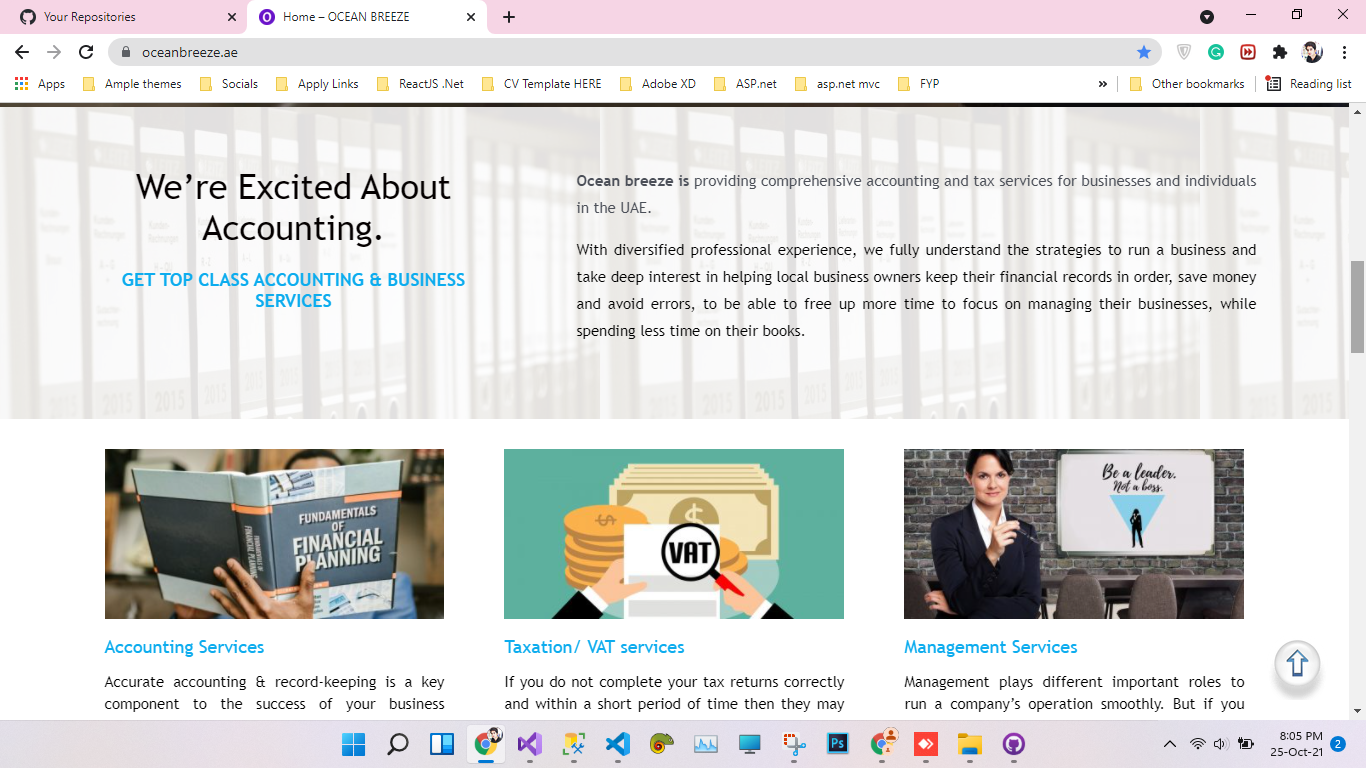 Your Repositories
Home – OCEAN BREEZE
oceanbreeze.ae
Apps
Ample themes
Socials
Apply Links
ReactJS .Net
CV Template HERE
Adobe XD
ASP.net
asp.net mvc
FYP
»
Other bookmarks
Reading list
We’re Excited About
Accounting.
GET TOP CLASS ACCOUNTING & BUSINESS
SERVICES
Ocean breeze is providing comprehensive accounting and tax services for businesses and individuals
in the UAE.
With diversified professional experience, we fully understand the strategies to run a business and
take deep interest in helping local business owners keep their financial records in order, save money
and avoid errors, to be able to free up more time to focus on managing their businesses, while
spending less time on their books.
2015
2015
2015
2015
FUNDAMENTALS
OF
FINANCIAL
PLANNING
VAT
Be a leader.
Not a boss.
Accounting Services
Taxation/ VAT services
Management Services
Accurate accounting & record-keeping is a key
component to the success of your business
If you do not complete your tax returns correctly
and within a short period of time then they may
Management plays different important roles to
run a company’s operation smoothly. But if you
Ps
8:05 PM
25-Oct-21
2